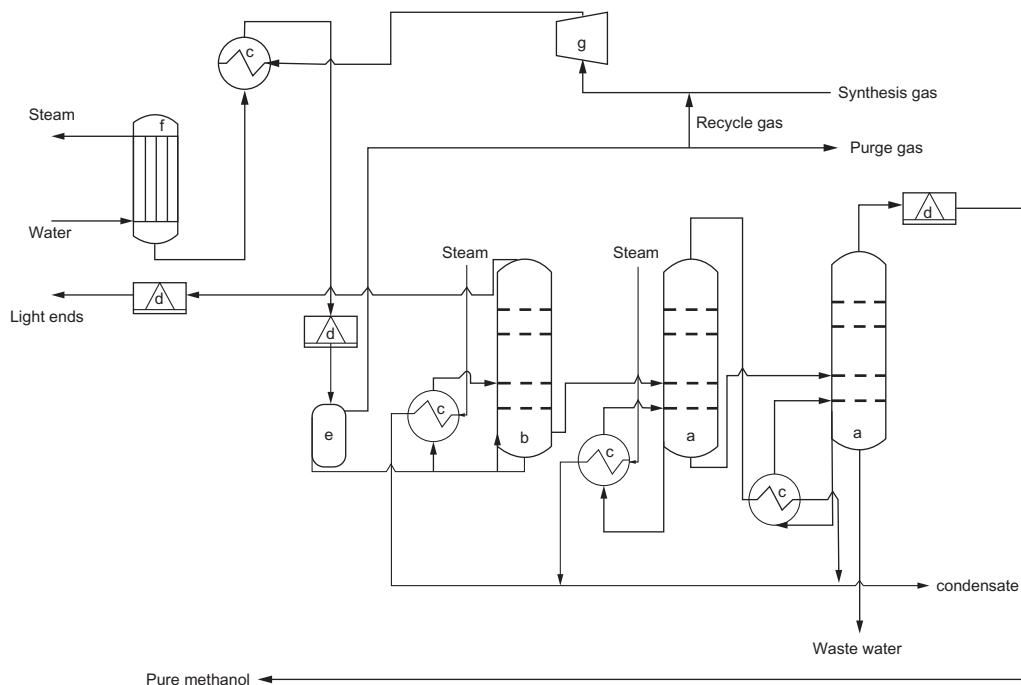 g
c
Synthesis gas
Steam
f
Recycle gas
Purge gas
d
Water
Steam
Steam
d
Light ends
d
c
e
b
c
a
a
c
condensate
Waste water
Pure methanol